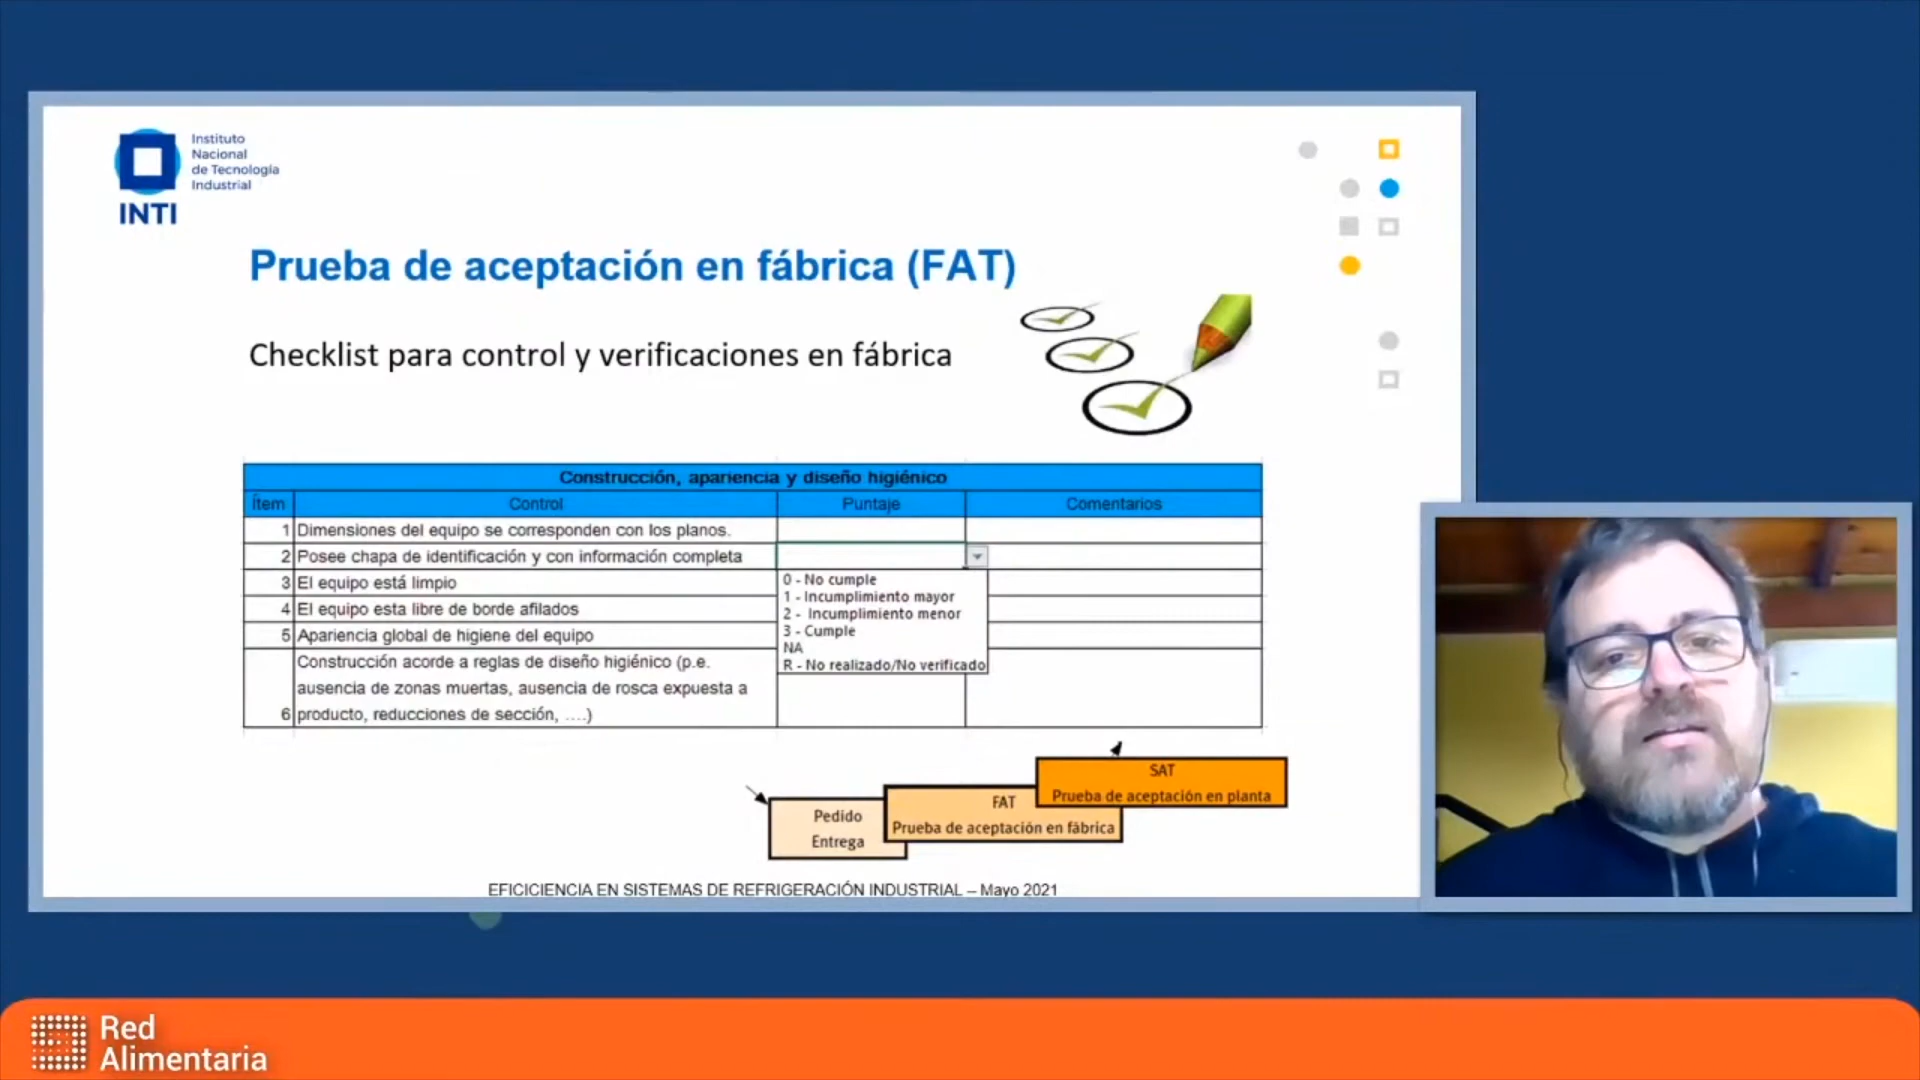 Instituto
Nacional
de Tecnología
Industrial
INTI
Prueba de aceptación en fábrica (FAT)
Checklist para control y verificaciones en fábrica
Construcción, apariencia y diseño higiénico
Ítem Control Puntaje Comentarios
1 Dimensiones del equipo se corresponden con los planos.
2 Posee chapa de identificación y con información completa
3 El equipo está limpio
4 El equipo esta libre de borde afilados
5 Apariencia global de higiene del equipo
Construcción acorde a reglas de diseño higiénico (p.e.
ausencia de zonas muertas, ausencia de rosca expuesta a
6 producto, reducciones de sección, ....)
0 - No cumple
1 - Incumplimiento mayor
2 - Incumplimiento menor
3 - Cumple
NA
R - No realizado/No verificado
Pedido
Entrega
FAT
Prueba de aceptación en fábrica
SAT
Prueba de aceptación en planta
EFICICIENCIA EN SISTEMAS DE REFRIGERACIÓN INDUSTRIAL – Mayo 2021
Red
Alimentaria